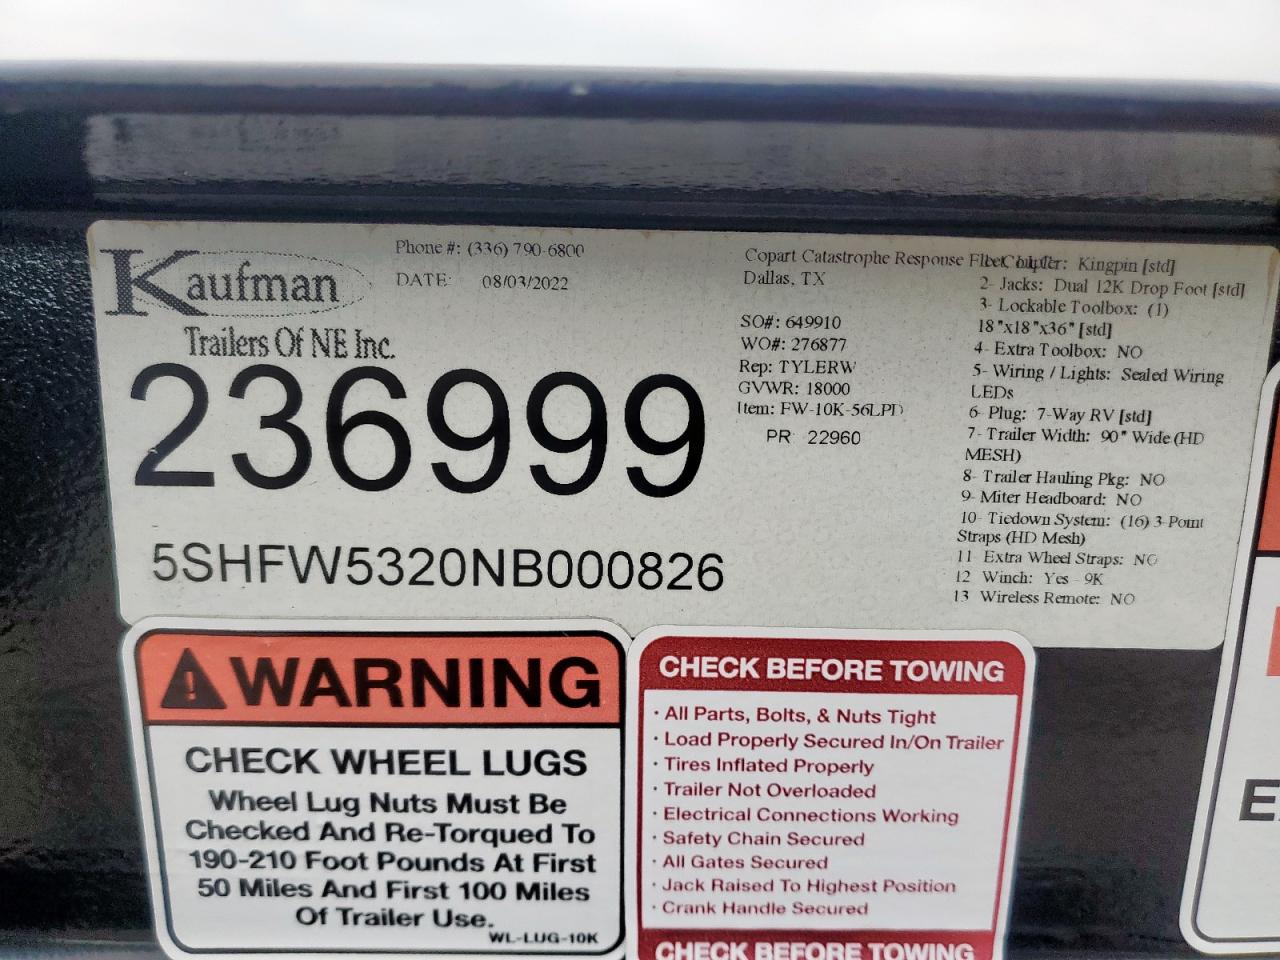 Kaufman
Trailers Of NE Inc.
Phone #: (336) 790-6800
DATE: 08/03/2022
236999
5SHFW5320NB000826
Copart Catastrophe Response
Dallas, TX
SO#: 649910
WO#: 276877
Rep: TYLERW
GVWR: 18000
Item: FW-10K-56LPD
PR 22960
Kingpin [std]
2- Jacks: Dual 12K Drop Foot [std]
3- Lockable Toolbox: (1)
18"x18"x36" [std]
4- Extra Toolbox: NO
5- Wiring / Lights: Sealed Wiring
LEDs
6- Plug: 7-Way RV [std]
7- Trailer Width: 90" Wide (HD
MESH)
8- Trailer Hauling Pkg: NO
9- Miter Headboard: NO
10- Tiedown System: (16) 3-Point
Straps (HD Mesh)
11 Extra Wheel Straps: NO
12 Winch: Yes - 9K
13 Wireless Remote: NO
WARNING
CHECK WHEEL LUGS
Wheel Lug Nuts Must Be
Checked And Re-Torqued To
190-210 Foot Pounds At First
50 Miles And First 100 Miles
Of Trailer Use.
WL-LUG-10K
CHECK BEFORE TOWING
· All Parts, Bolts, & Nuts Tight
· Load Properly Secured In/On Trailer
· Tires Inflated Properly
· Trailer Not Overloaded
· Electrical Connections Working
· Safety Chain Secured
· All Gates Secured
· Jack Raised To Highest Position
· Crank Handle Secured
CHECK BEFORE TOWING